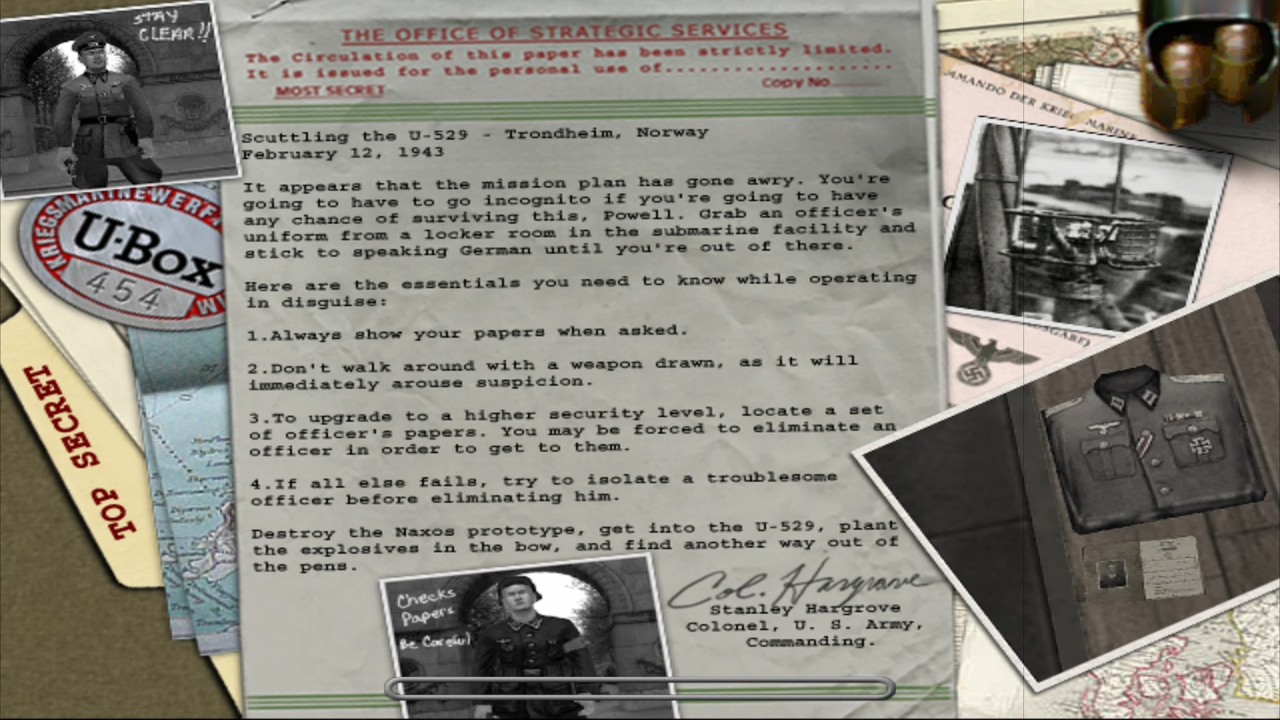 STAY
CLEAR!!
THE OFFICE OF STRATEGIC SERVICES
The Circulation of this paper has been strictly limited.
It is issued for the personal use of....................
MOST SECRET
Copy No.........
Scuttling the U-529 - Trondheim, Norway
February 12, 1943
It appears that the mission plan has gone awry. You're
going to have to go incognito if you're going to have
any chance of surviving this, Powell. Grab an officer's
uniform from a locker room in the submarine facility and
stick to speaking German until you're out of there.
Here are the essentials you need to know while operating
in disguise:
1.Always show your papers when asked.
2.Don't walk around with a weapon drawn, as it will
immediately arouse suspicion.
3.To upgrade to a higher security level, locate a set
of officer's papers. You may be forced to eliminate an
officer in order to get to them.
4.If all else fails, try to isolate a troublesome
officer before eliminating him.
Destroy the Naxos prototype, get into the U-529, plant
the explosives in the bow, and find another way out of
the pens.
Col. Hargrave
Stanley Hargrove
Colonel, U. S. Army,
Commanding.
Checks
Papers
Be Careful
KRIEGSMARINEWERF
U-Box
454
TOP SECRET
AMANDO DER KRIEG MARINE